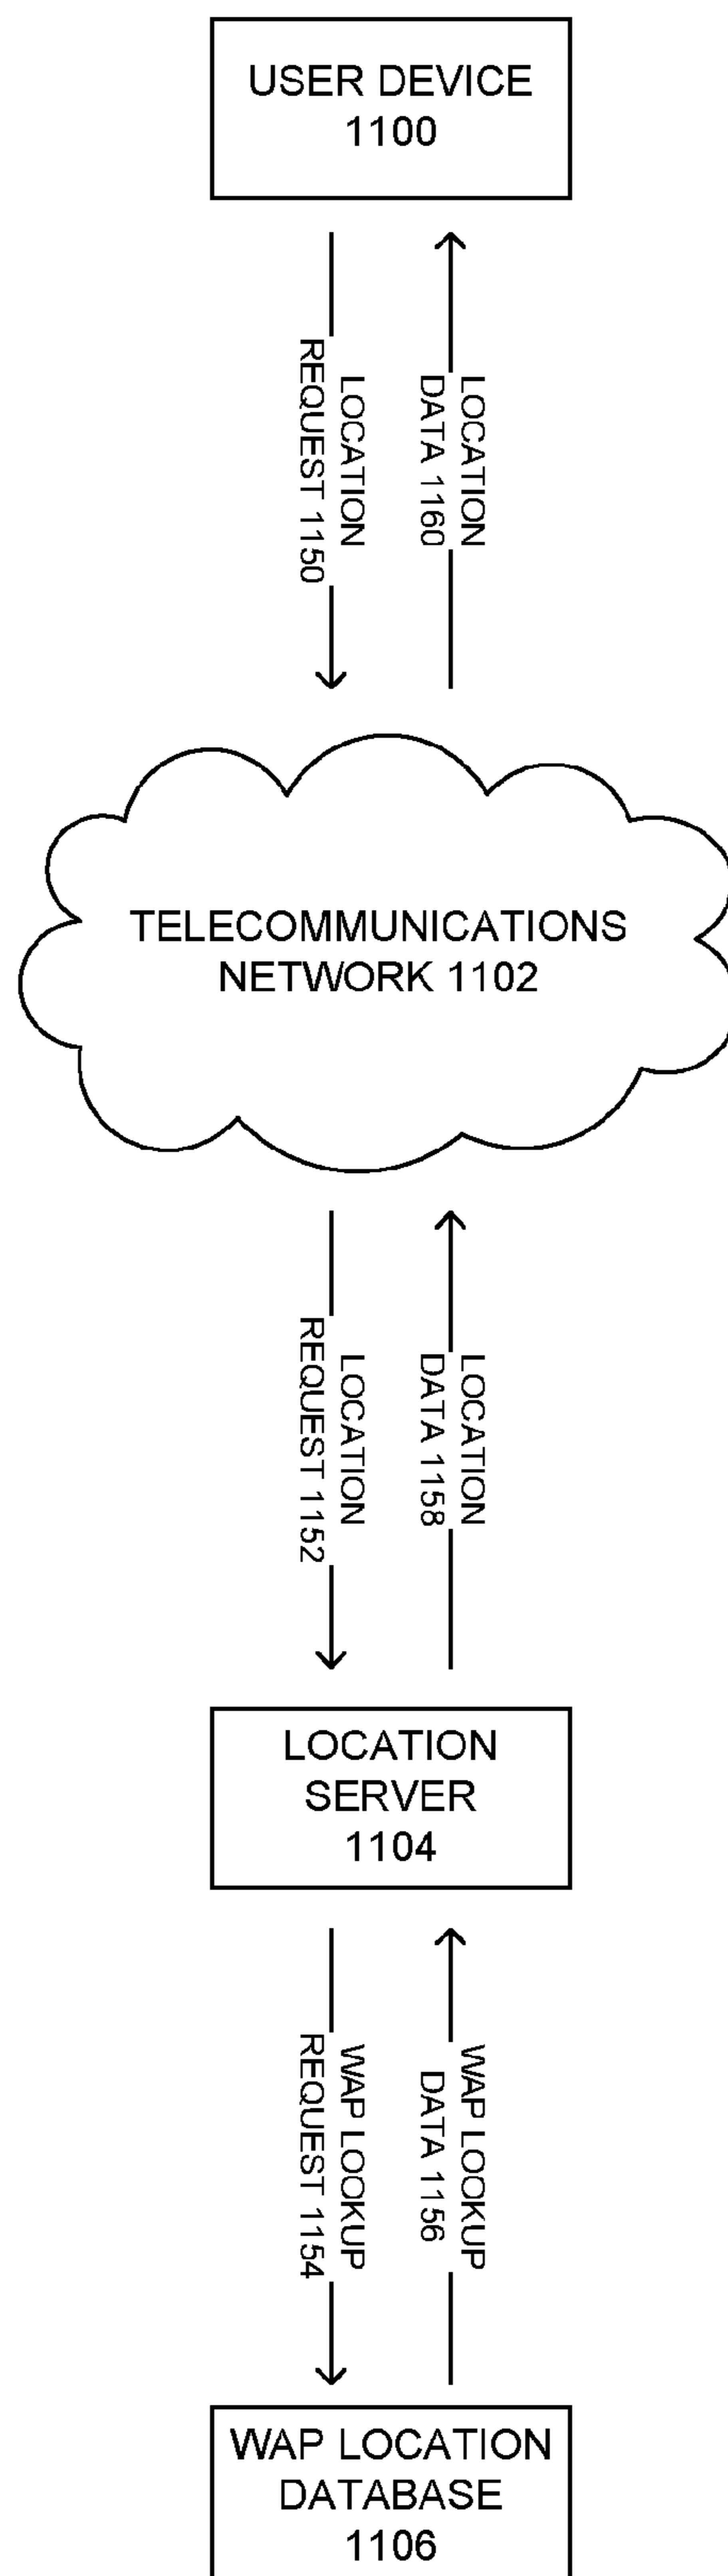 USER DEVICE
1100
LOCATION
REQUEST 1150
LOCATION
DATA 1160
TELECOMMUNICATIONS
NETWORK 1102
LOCATION
REQUEST 1152
LOCATION
DATA 1158
LOCATION
SERVER
1104
WAP LOOKUP
REQUEST 1154
WAP LOOKUP
DATA 1156
WAP LOCATION
DATABASE
1106